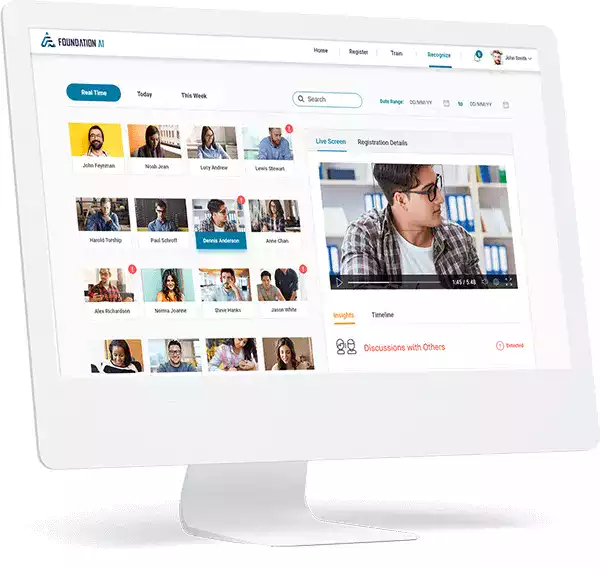 FOUNDATION AI
Home
Register
Train
Recognize
6
John Smith
Real-Time
Today
This Week
Search
Date Range:
DD/MM/YY
to
DD/MM/YY
John Feynman
Noah Jean
Lucy Andrew
Lewis Stewart
Live Screen
Registration Details
Harold Torship
Paul Schroff
Dennis Anderson
Anne Chan
1:45 / 5:48
Alex Richardson
Norma Joanne
Steve Hanks
Jason White
Insights
Timeline
Discussions with Others
Detected